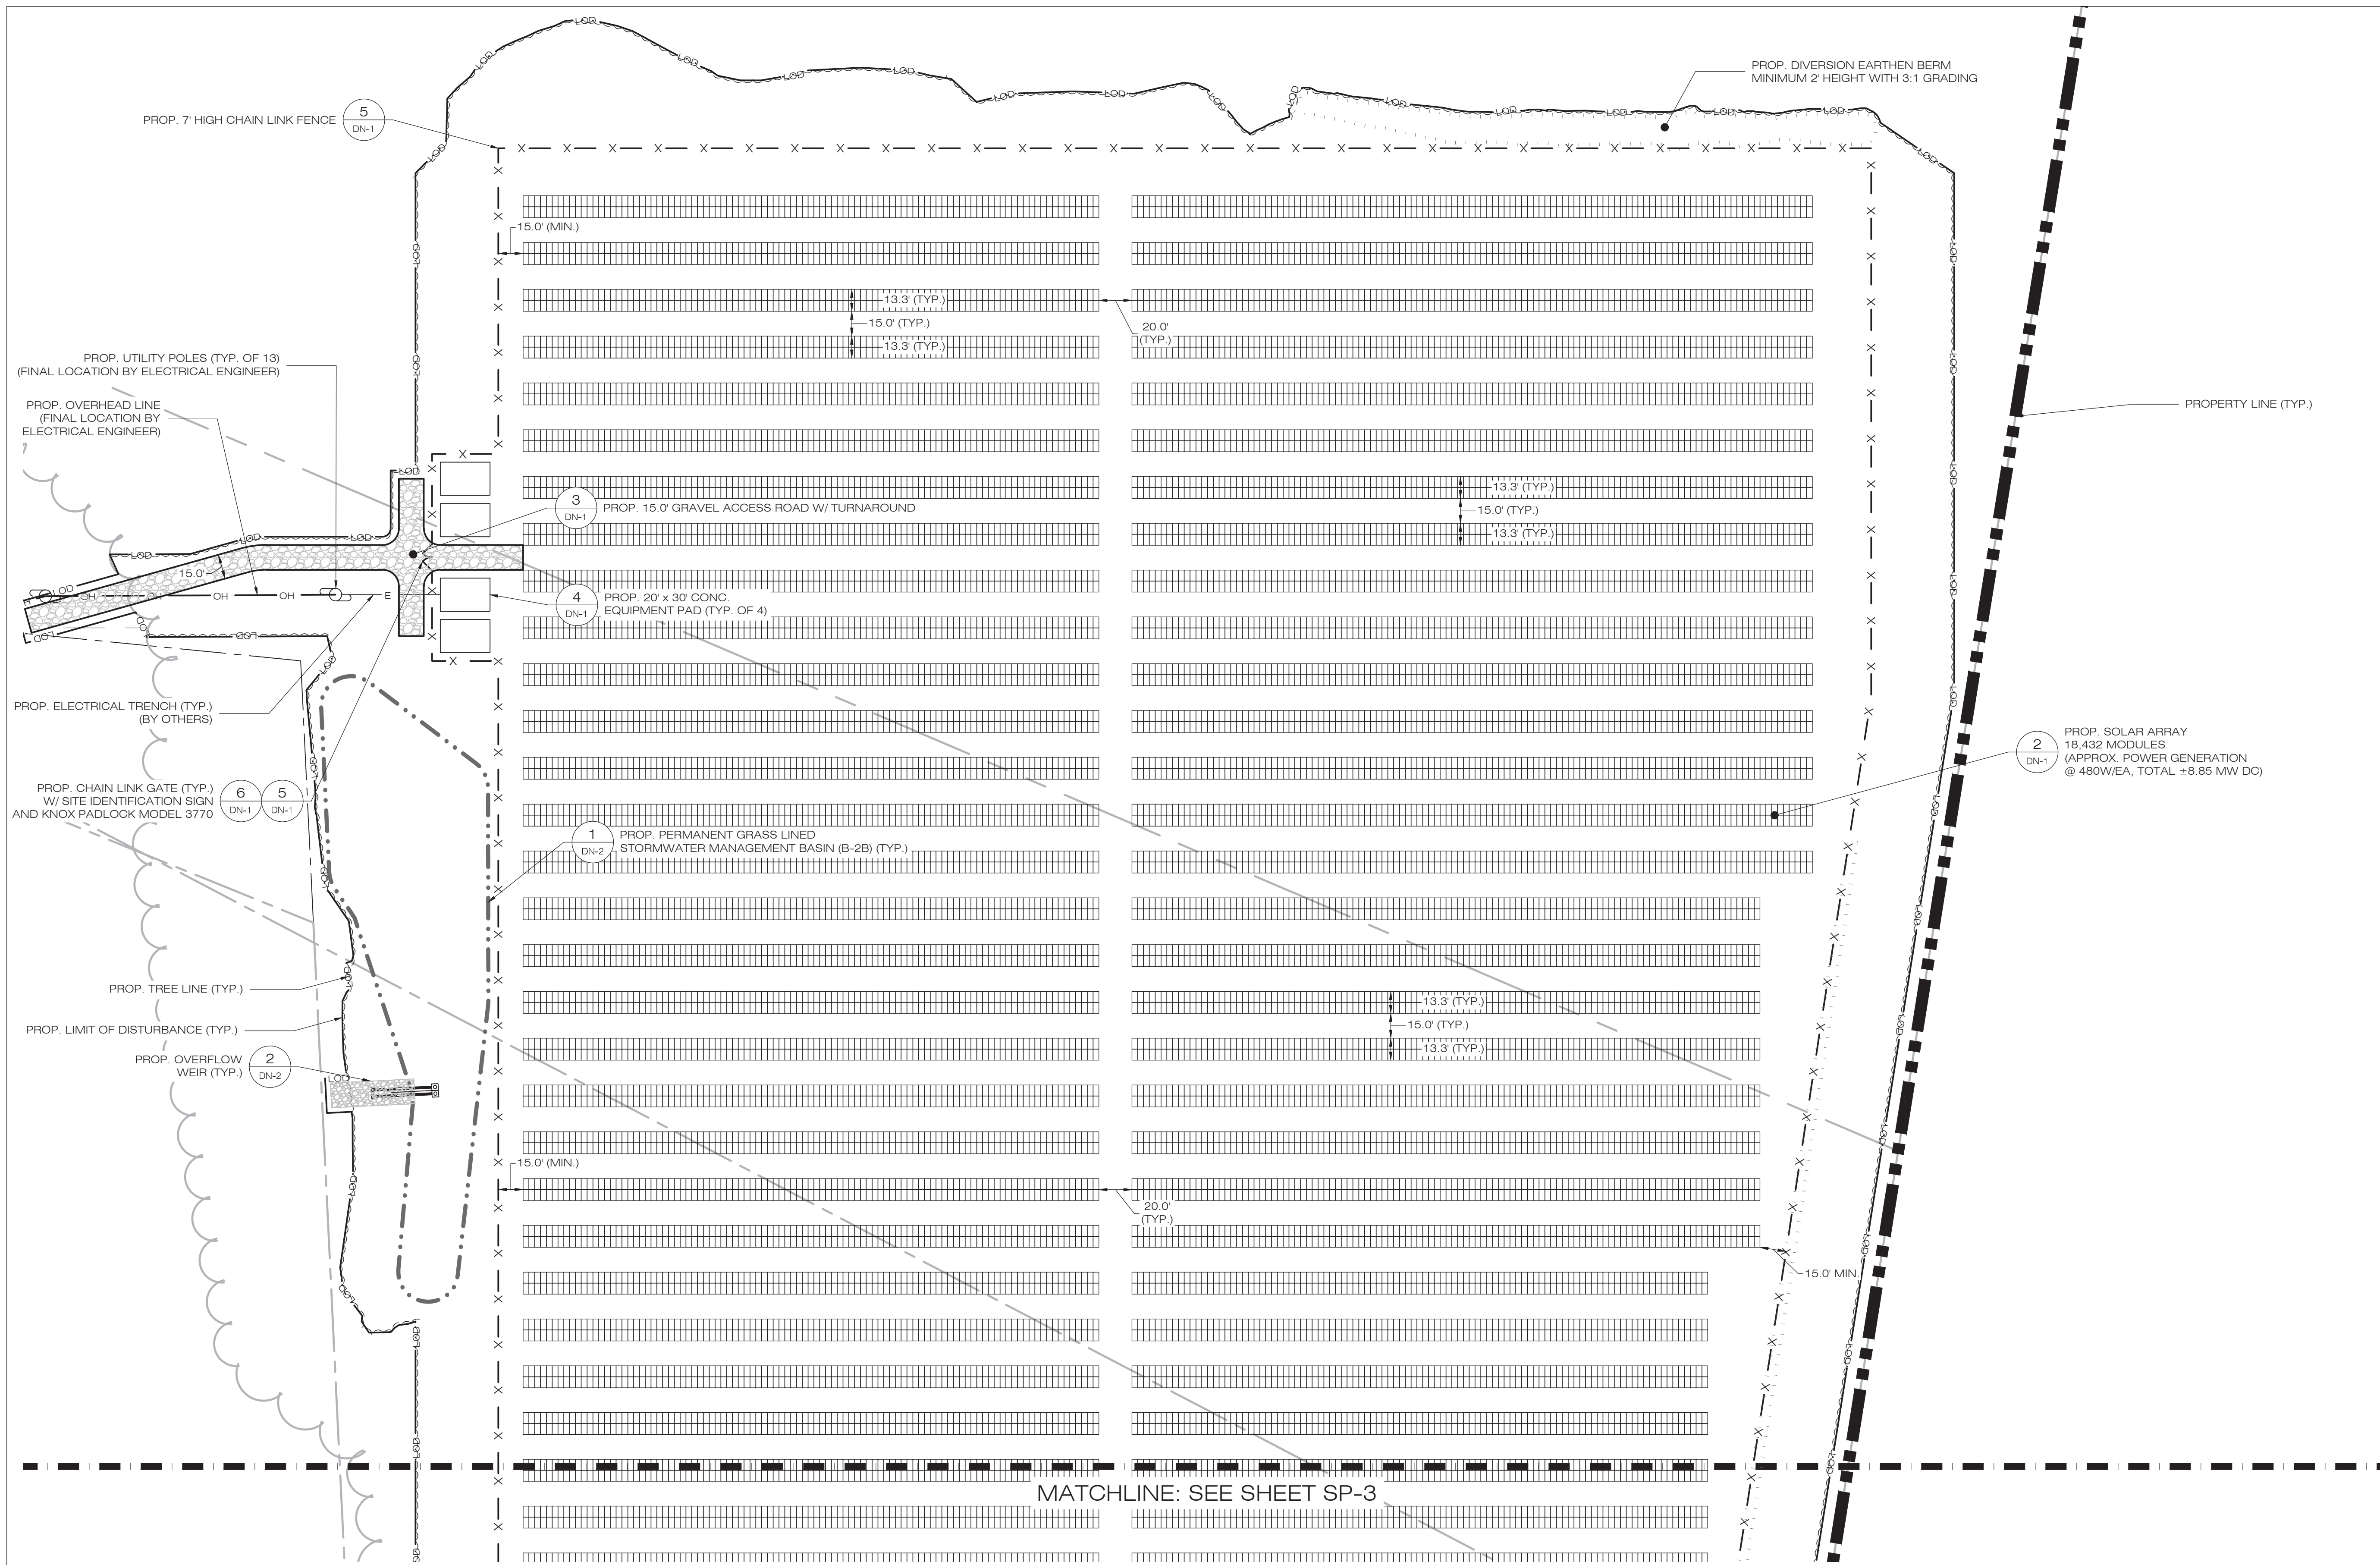 PROP. DIVERSION EARTHEN BERM
MINIMUM 2' HEIGHT WITH 3:1 GRADING
PROP. 7' HIGH CHAIN LINK FENCE
5
DN-1
15.0' (MIN.)
13.3' (TYP.)
15.0' (TYP.)
13.3' (TYP.)
20.0'
(TYP.)
PROP. UTILITY POLES (TYP. OF 13)
(FINAL LOCATION BY ELECTRICAL ENGINEER)
PROP. OVERHEAD LINE
(FINAL LOCATION BY
ELECTRICAL ENGINEER)
PROPERTY LINE (TYP.)
3
DN-1
PROP. 15.0' GRAVEL ACCESS ROAD W/ TURNAROUND
13.3' (TYP.)
15.0' (TYP.)
13.3' (TYP.)
15.0'
OH OH OH OH E
4
DN-1
PROP. 20' x 30' CONC.
EQUIPMENT PAD (TYP. OF 4)
PROP. ELECTRICAL TRENCH (TYP.)
(BY OTHERS)
2
DN-1
PROP. SOLAR ARRAY
18,432 MODULES
(APPROX. POWER GENERATION
@ 480W/EA, TOTAL ±8.85 MW DC)
PROP. CHAIN LINK GATE (TYP.)
W/ SITE IDENTIFICATION SIGN
AND KNOX PADLOCK MODEL 3770
6
DN-1
5
DN-1
1
DN-2
PROP. PERMANENT GRASS LINED
STORMWATER MANAGEMENT BASIN (B-2B) (TYP.)
PROP. TREE LINE (TYP.)
13.3' (TYP.)
15.0' (TYP.)
13.3' (TYP.)
PROP. LIMIT OF DISTURBANCE (TYP.)
PROP. OVERFLOW
WEIR (TYP.)
2
DN-2
LOD
15.0' (MIN.)
20.0'
(TYP.)
15.0' MIN.
MATCHLINE: SEE SHEET SP-3